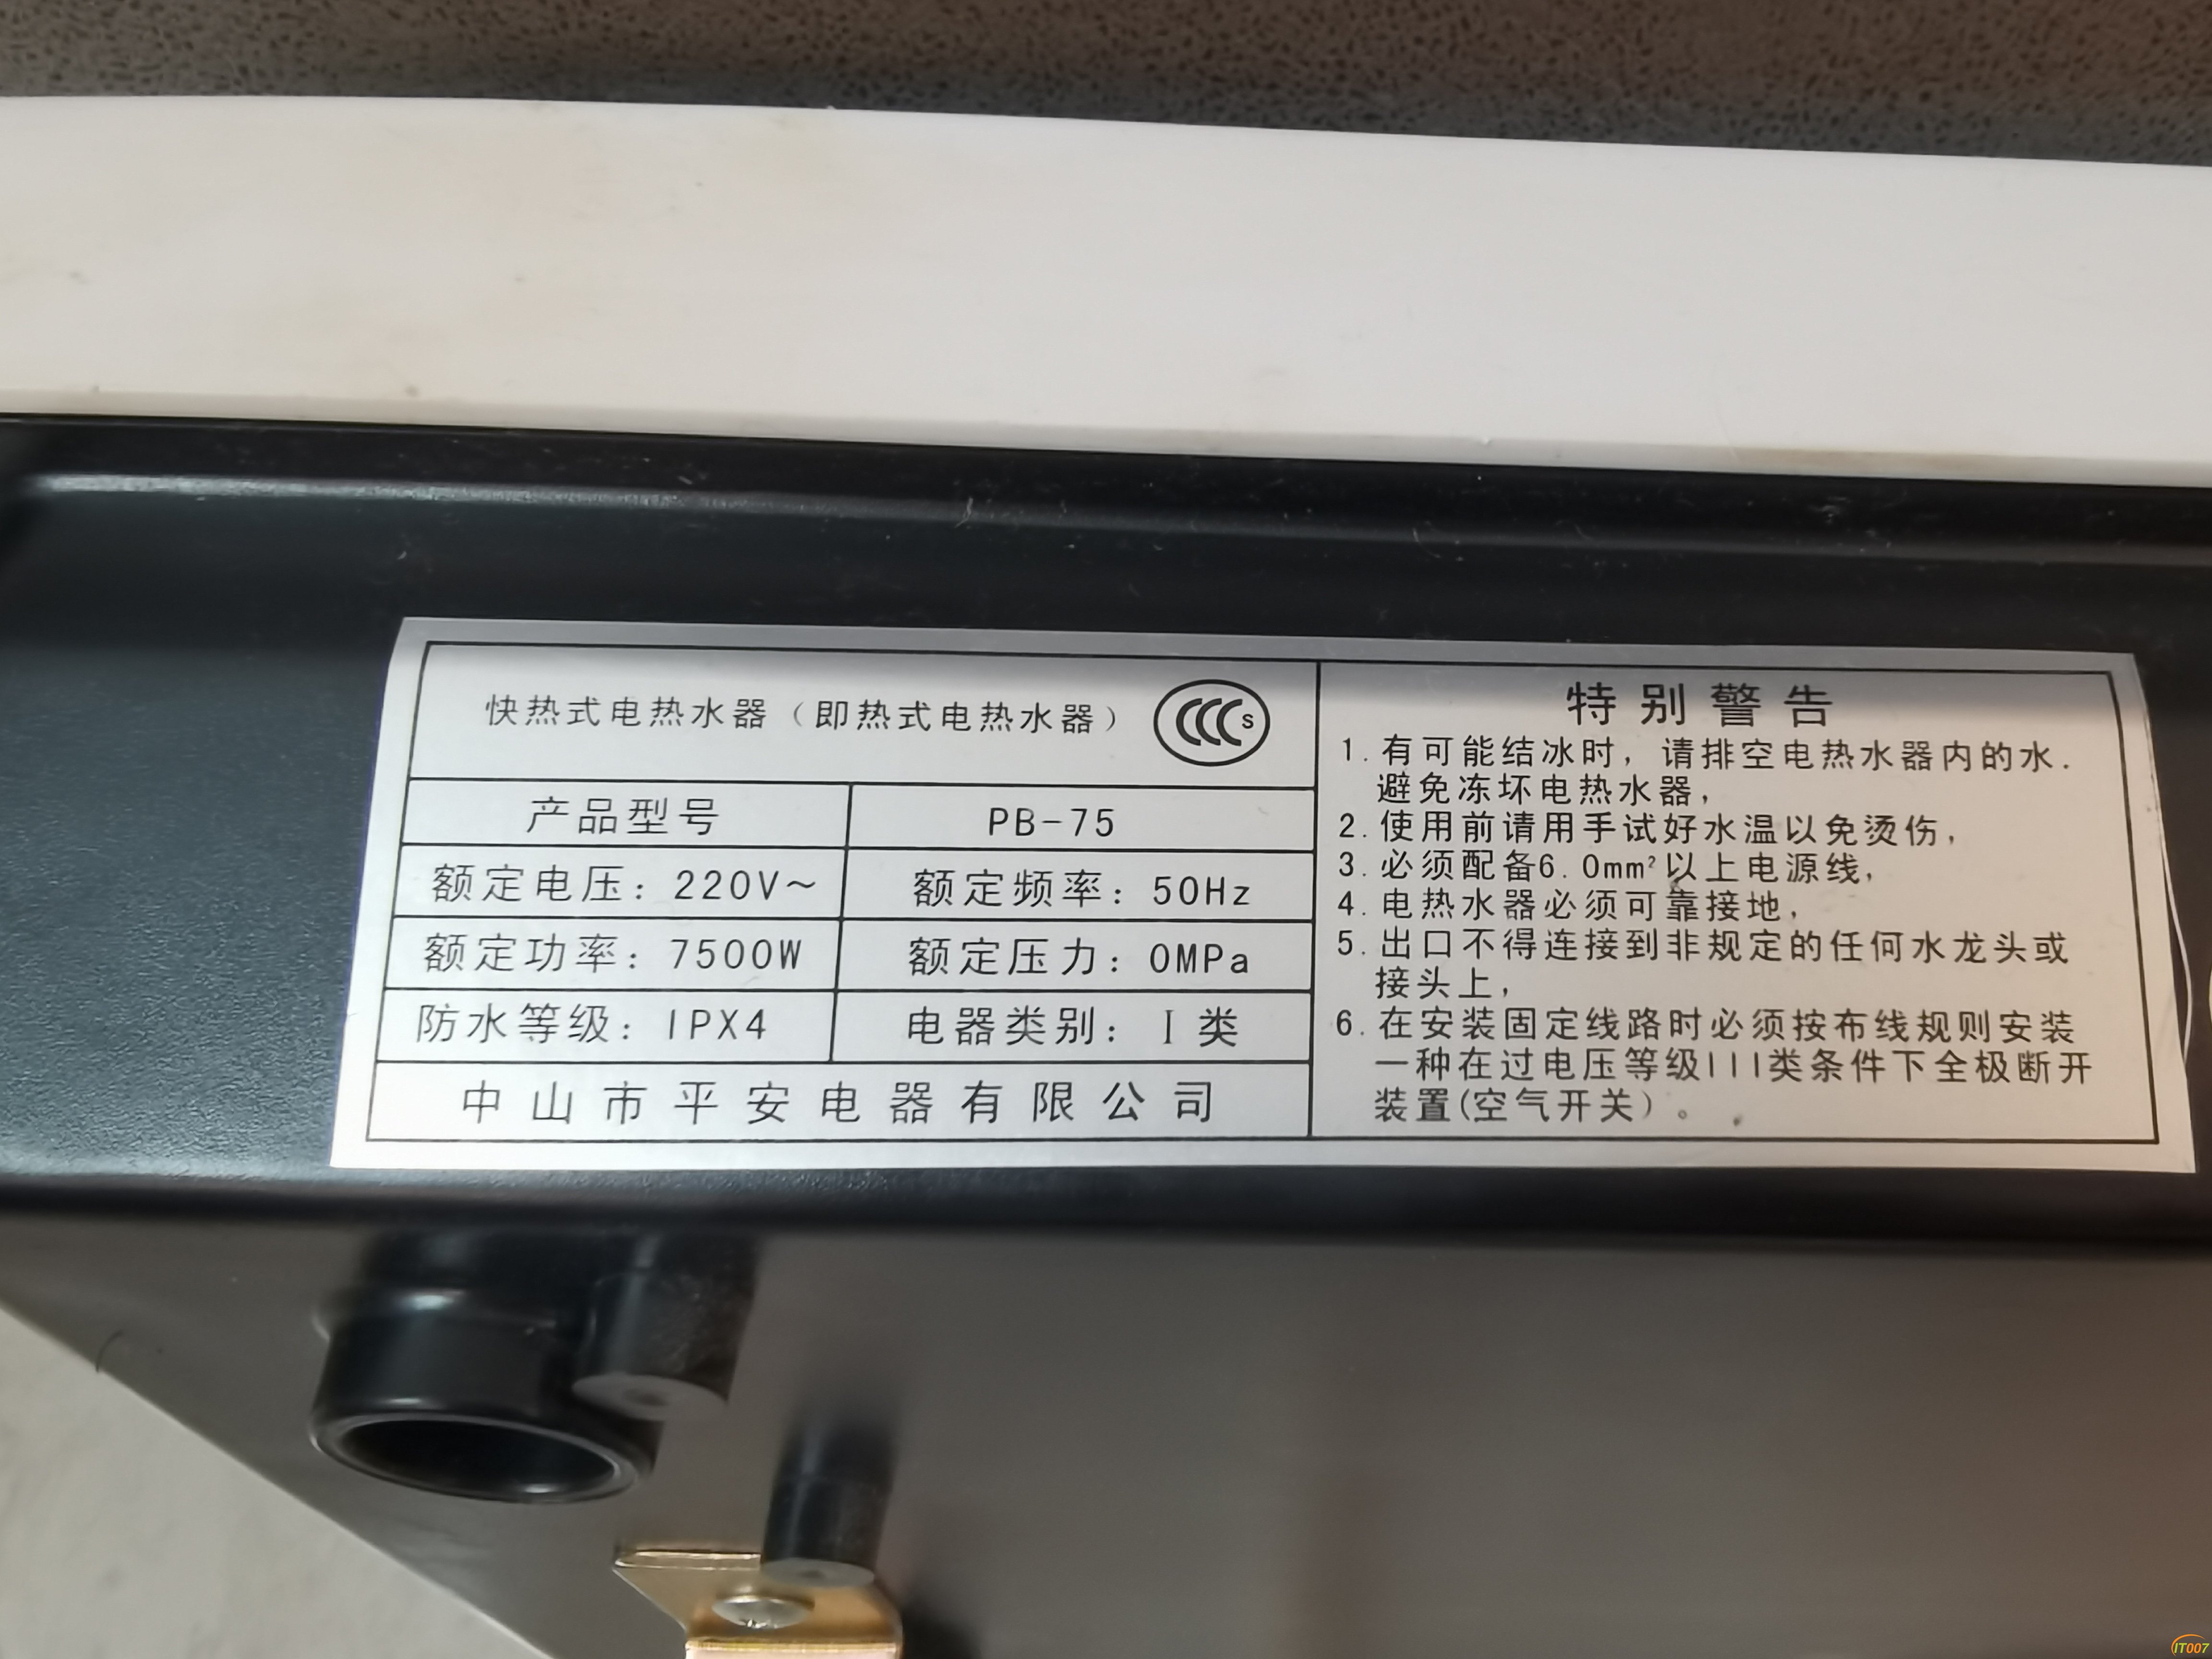 快热式电热水器（即热式电热水器）
CCC S
产品型号 PB-75
额定电压：220V～ 额定频率：50Hz
额定功率：7500W 额定压力：0MPa
防水等级：IPX4 电器类别：I类
中山市平安电器有限公司
特别警告
1.有可能结冰时，请排空电热水器内的水.
避免冻坏电热水器，
2.使用前请用手试好水温以免烫伤，
3.必须配备6.0mm²以上电源线，
4.电热水器必须可靠接地，
5.出口不得连接到非规定的任何水龙头或
接头上，
6.在安装固定线路时必须按布线规则安装
一种在过电压等级III类条件下全极断开
装置(空气开关）。
IT007